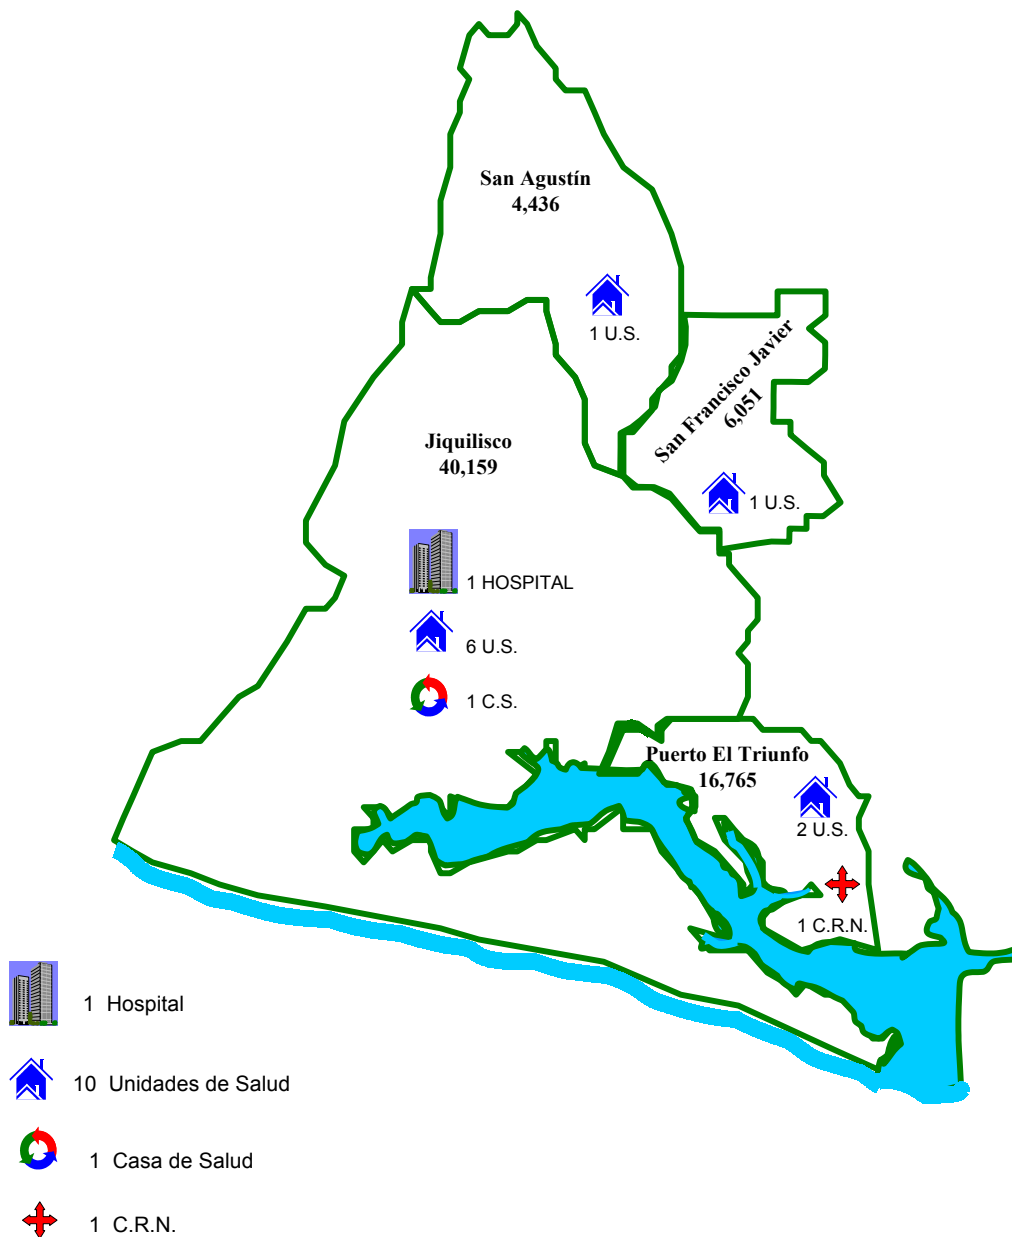 San Agustín
4,436
1 U.S.
San Francisco Javier
6,051
1 U.S.
Jiquilisco
40,159
1 HOSPITAL
6 U.S.
1 C.S.
Puerto El Triunfo
16,765
2 U.S.
1 C.R.N.
1 Hospital
10 Unidades de Salud
1 Casa de Salud
1 C.R.N.